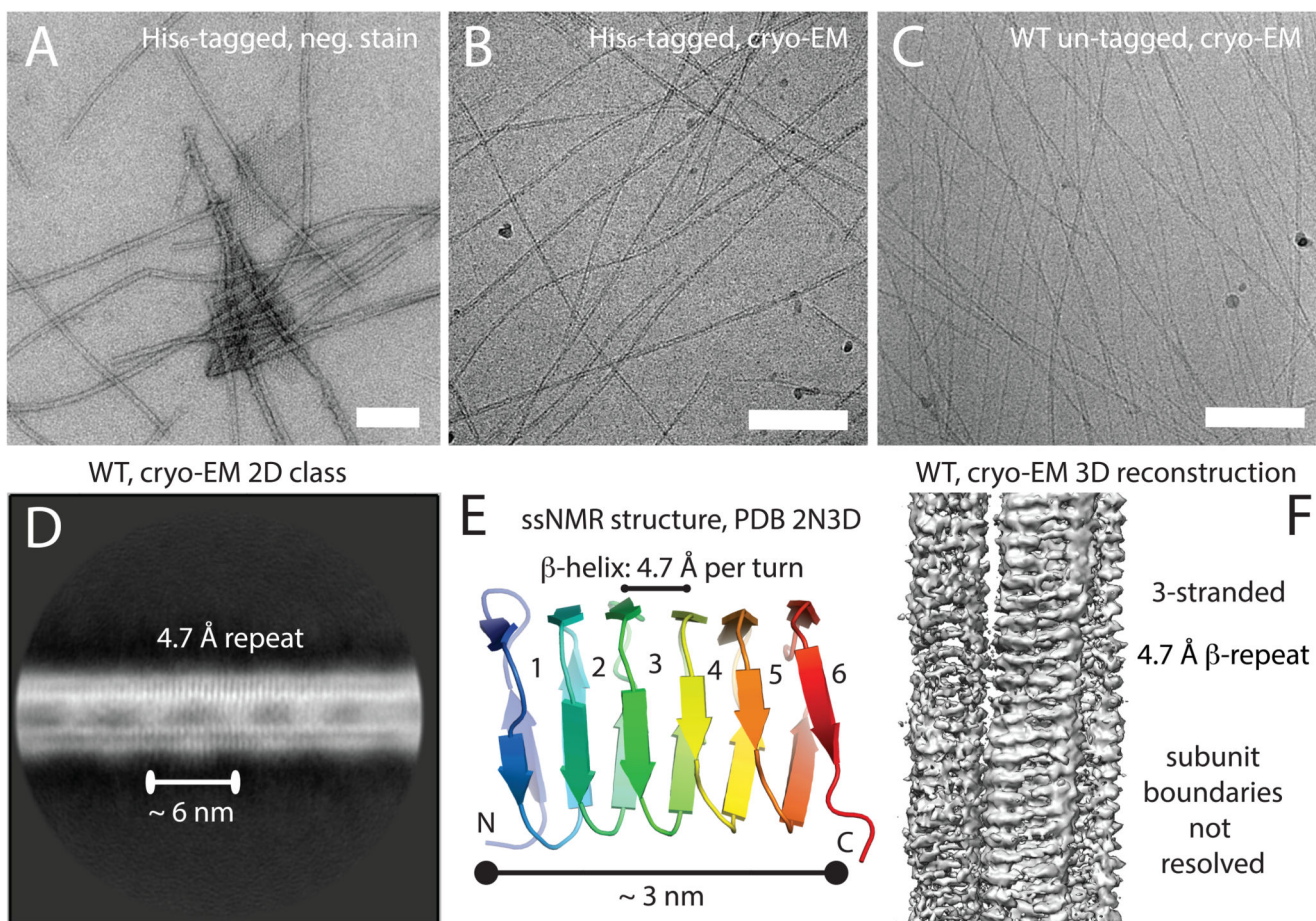 A
His₆-tagged, neg. stain
B
His₆-tagged, cryo-EM
C
WT un-tagged, cryo-EM
WT, cryo-EM 2D class
D
4.7 Å repeat
~ 6 nm
E
ssNMR structure, PDB 2N3D
β-helix: 4.7 Å per turn
1 2 3 4 5 6
N
C
~ 3 nm
WT, cryo-EM 3D reconstruction
F
3-stranded
4.7 Å β-repeat
subunit
boundaries
not
resolved